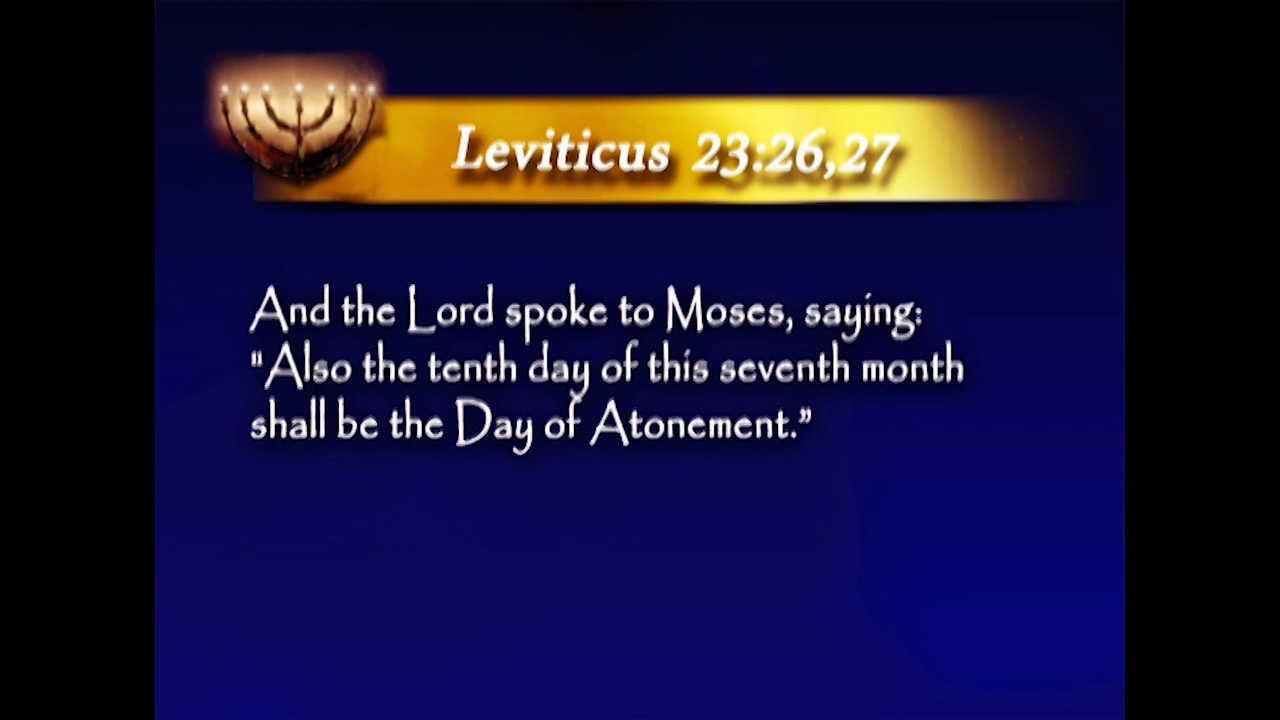 Leviticus 23:26,27
And the Lord spoke to Moses, saying:
"Also the tenth day of this seventh month
shall be the Day of Atonement.”